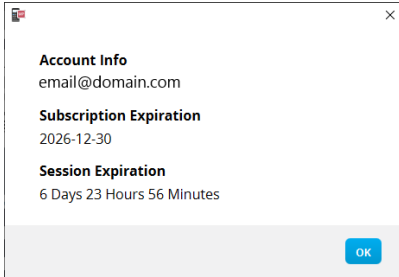 Account Info
email@domain.com
Subscription Expiration
2026-12-30
Session Expiration
6 Days 23 Hours 56 Minutes
OK